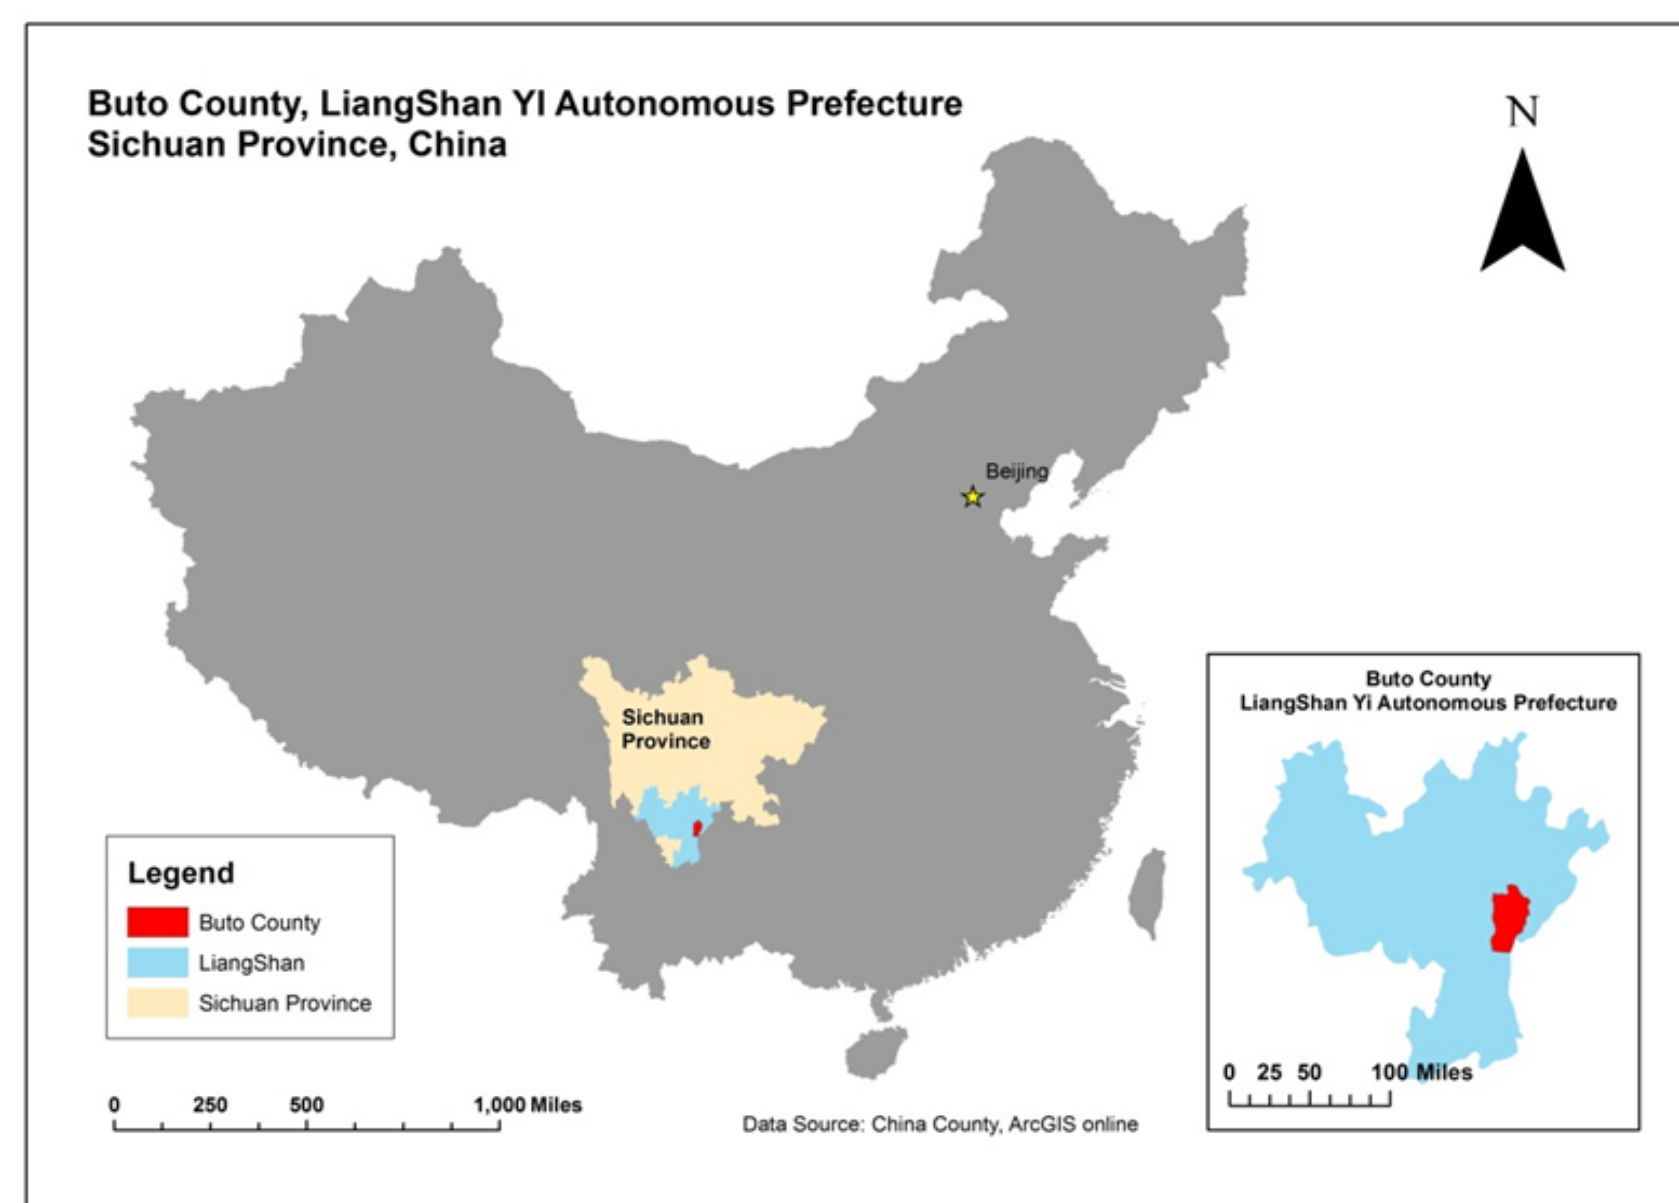 Buto County, LiangShan YI Autonomous Prefecture
Sichuan Province, China
N
Beijing
Sichuan
Province
Buto County
LiangShan Yi Autonomous Prefecture
Legend
Buto County
LiangShan
Sichuan Province
0 25 50 100 Miles
0 250 500 1,000 Miles
Data Source: China County, ArcGIS online